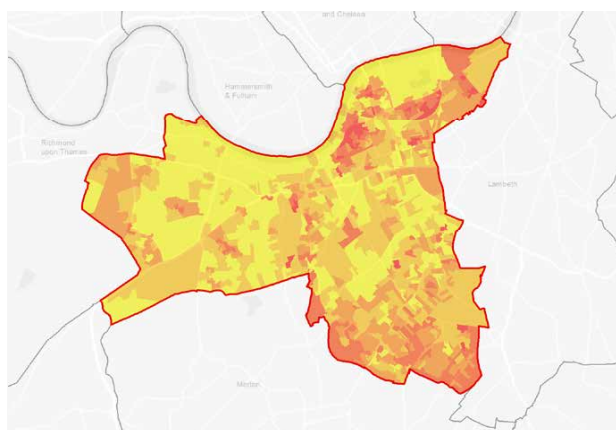 and Chelsea
Hammersmith
& Fulham
Richmond
upon Thames
Lambeth
Merton